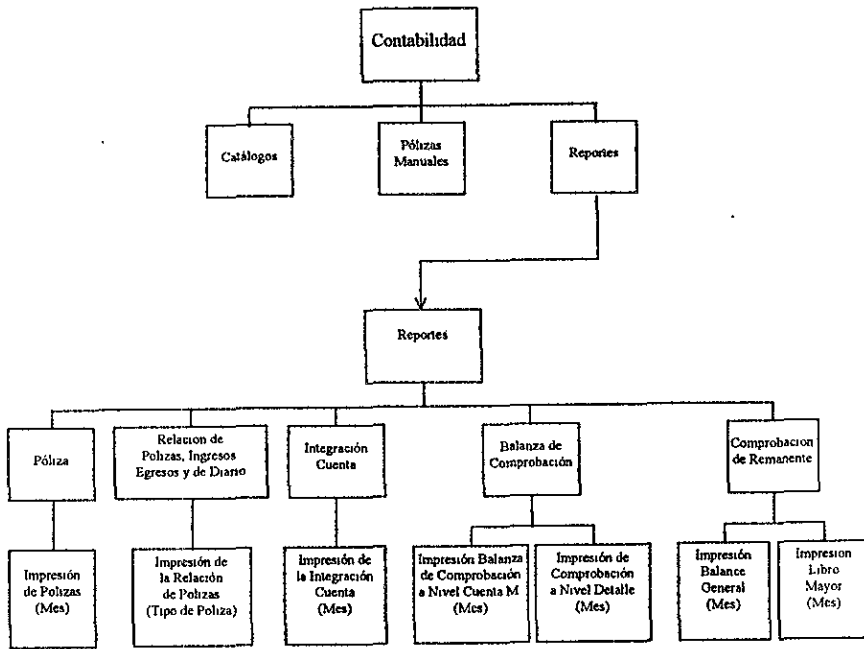 Contabilidad
Catálogos
Pólizas
Manuales
Reportes
Reportes
Póliza
Relacion de
Polizas, Ingresos
Egresos y de Diario
Integración
Cuenta
Balanza de
Comprobación
Comprobacion
de Remanente
Impresión
de Polizas
(Mes)
Impresión de
la Relación
de Polizas
(Tipo de Poliza)
Impresión de
la Integración
Cuenta
(Mes)
Impresión Balanza
de Comprobación
a Nivel Cuenta M
(Mes)
Impresión de
Comprobación
a Nivel Detalle
(Mes)
Impresión
Balance
General
(Mes)
Impresion
Libro
Mayor
(Mes)